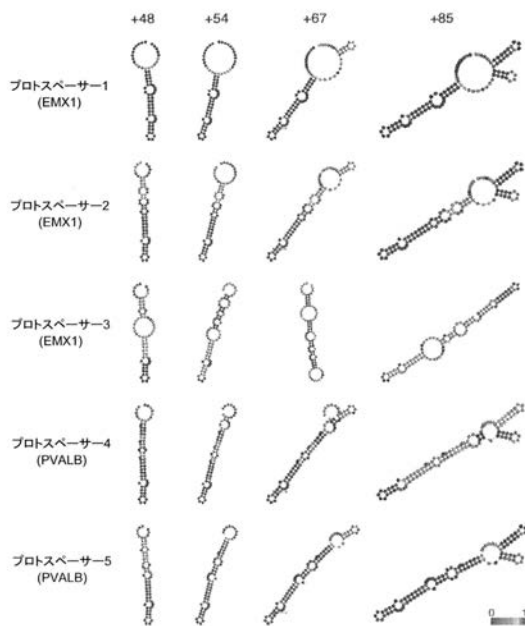 +48 +54 +67 +85
プロトスペーサー1
(EMX1)
プロトスペーサー2
(EMX1)
プロトスペーサー3
(EMX1)
プロトスペーサー4
(PVALB)
プロトスペーサー5
(PVALB)
0 1